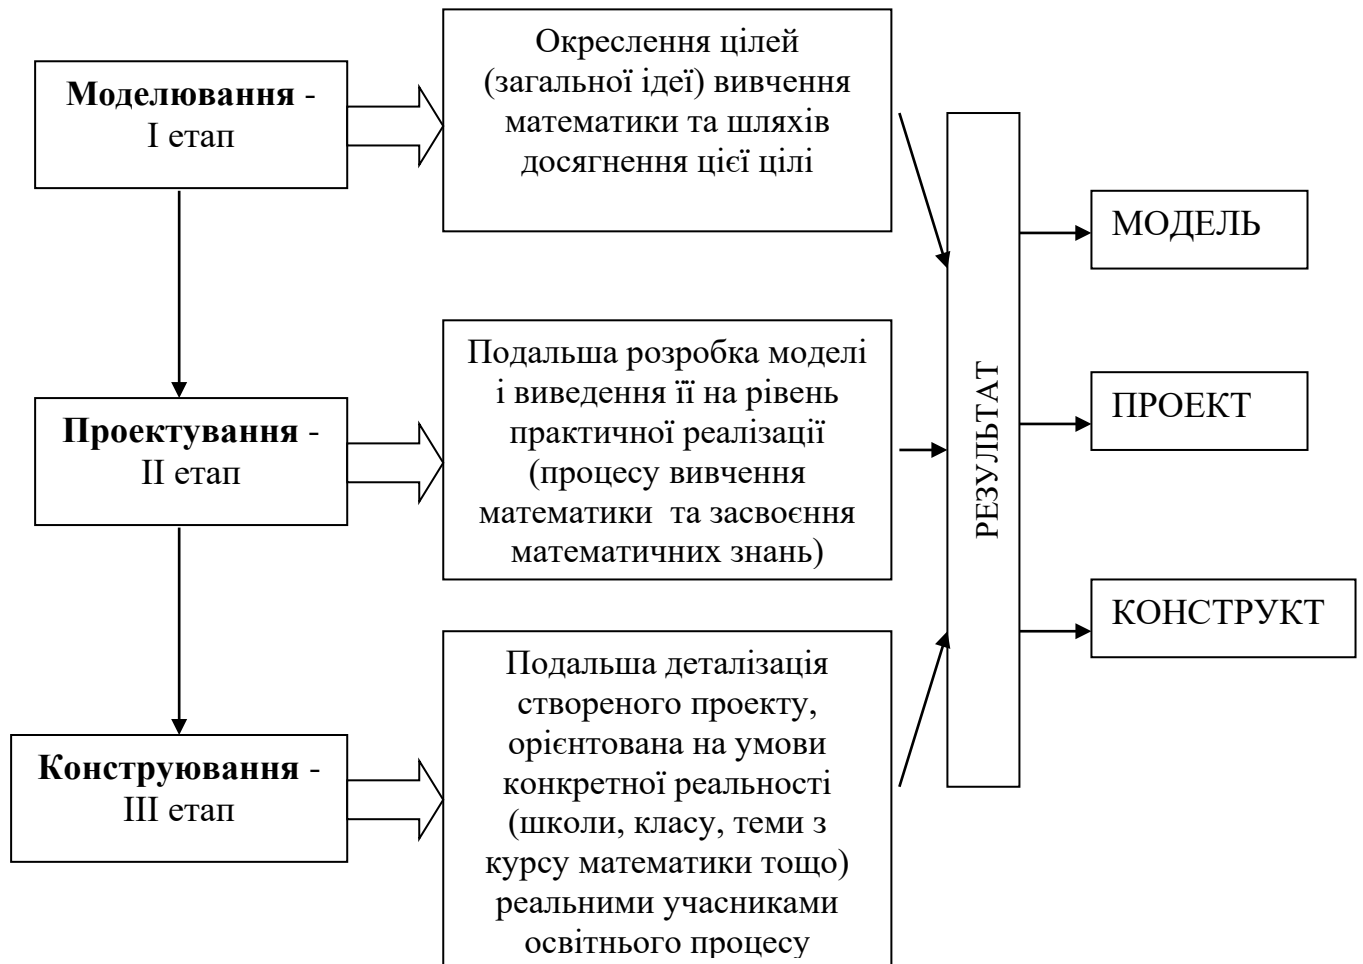 Моделювання -
І етап
Окреслення цілей
(загальної ідеї) вивчення
математики та шляхів
досягнення цієї цілі
Проектування -
ІІ етап
Подальша розробка моделі
і виведення її на рівень
практичної реалізації
(процесу вивчення
математики та засвоєння
математичних знань)
Конструювання -
ІІІ етап
Подальша деталізація
створеного проекту,
орієнтована на умови
конкретної реальності
(школи, класу, теми з
курсу математики тощо)
реальними учасниками
освітнього процесу
РЕЗУЛЬТАТ
МОДЕЛЬ
ПРОЕКТ
КОНСТРУКТ